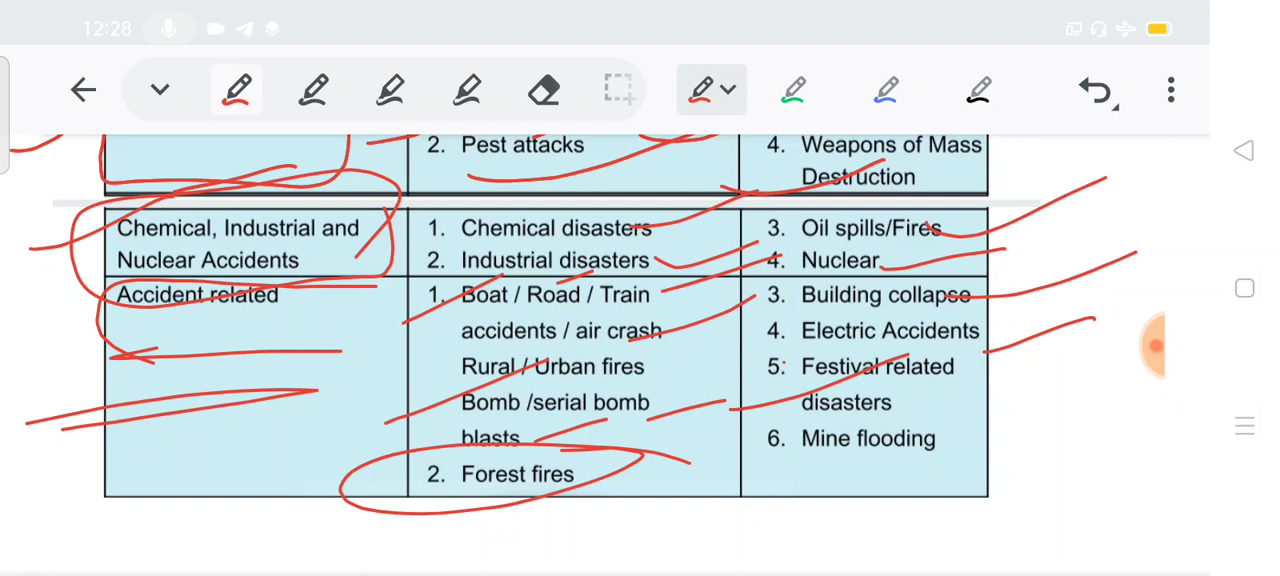 12:28
2. Pest attacks
4. Weapons of Mass
Destruction
Chemical, Industrial and
Nuclear Accidents
1. Chemical disasters
2. Industrial disasters
3. Oil spills/Fires
4. Nuclear
Accident related
1. Boat / Road / Train
accidents / air crash
Rural / Urban fires
Bomb /serial bomb
blasts
2. Forest fires
3. Building collapse
4. Electric Accidents
5: Festival related
disasters
6. Mine flooding